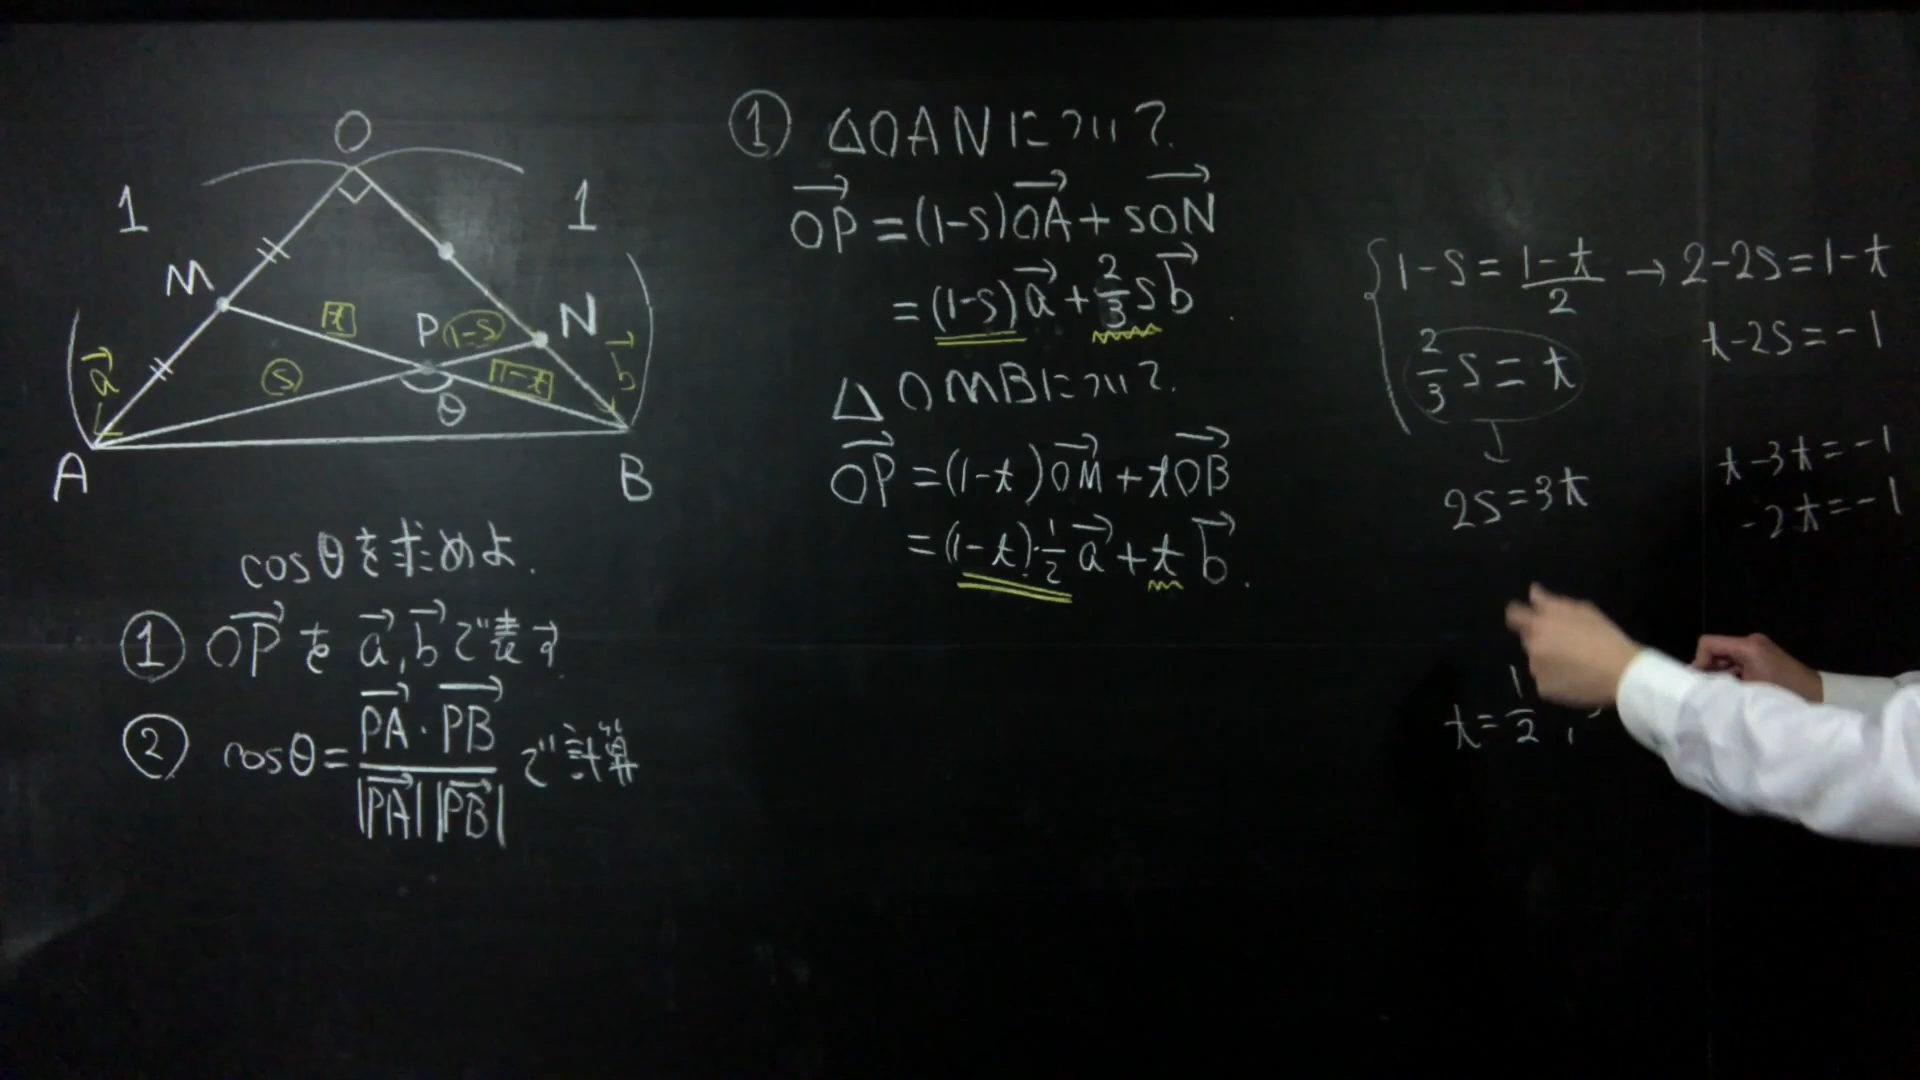 O
1
1
M
N
t
P
1-s
s
1-t
a→
b→
θ
A
B
cosθを求めよ.
① OP→ を a→, b→ で表す
② cosθ = PA→・PB→ / |PA→| |PB→| で計算
① △OANについて.
OP→ = (1-s)OA→ + sON→
= (1-s)a→ + 2/3 s b→.
△OMBについて.
OP→ = (1-t)OM→ + tOB→
= (1-t)・1/2 a→ + t b→.
{ 1-s = (1-t)/2 → 2-2s = 1-t
2/3 s = t
t-2s = -1
↓
2s = 3t
t-3t = -1
-2t = -1
t = 1/2 ,